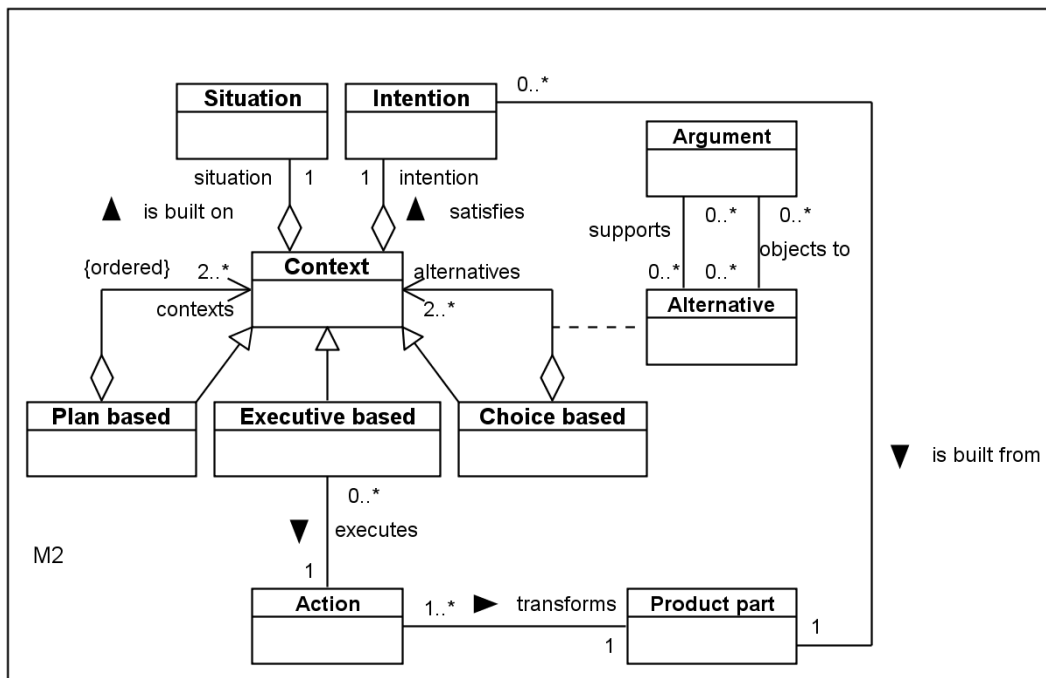 0..*
Situation
Intention
Argument
situation
1
1
intention
is built on
satisfies
0..*
0..*
supports
objects to
{ordered}
2..*
Context
alternatives
0..*
0..*
contexts
2..*
Alternative
Plan based
Executive based
Choice based
is built from
0..*
executes
M2
1
Action
1..*
transforms
Product part
1
1